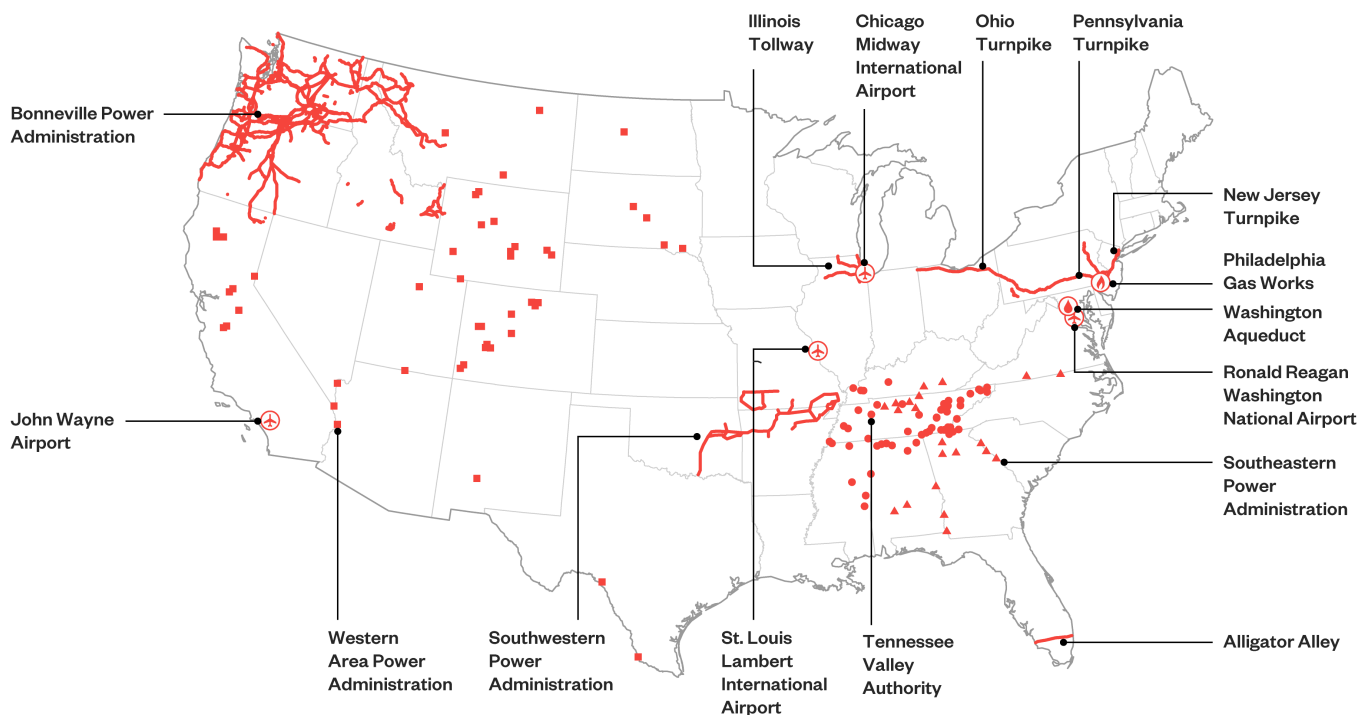 Illinois
Tollway
Chicago
Midway
International
Airport
Ohio
Turnpike
Pennsylvania
Turnpike
Bonneville Power
Administration
New Jersey
Turnpike
Philadelphia
Gas Works
Washington
Aqueduct
Ronald Reagan
Washington
National Airport
John Wayne
Airport
Southeastern
Power
Administration
Western
Area Power
Administration
Southwestern
Power
Administration
St. Louis
Lambert
International
Airport
Tennessee
Valley
Authority
Alligator Alley